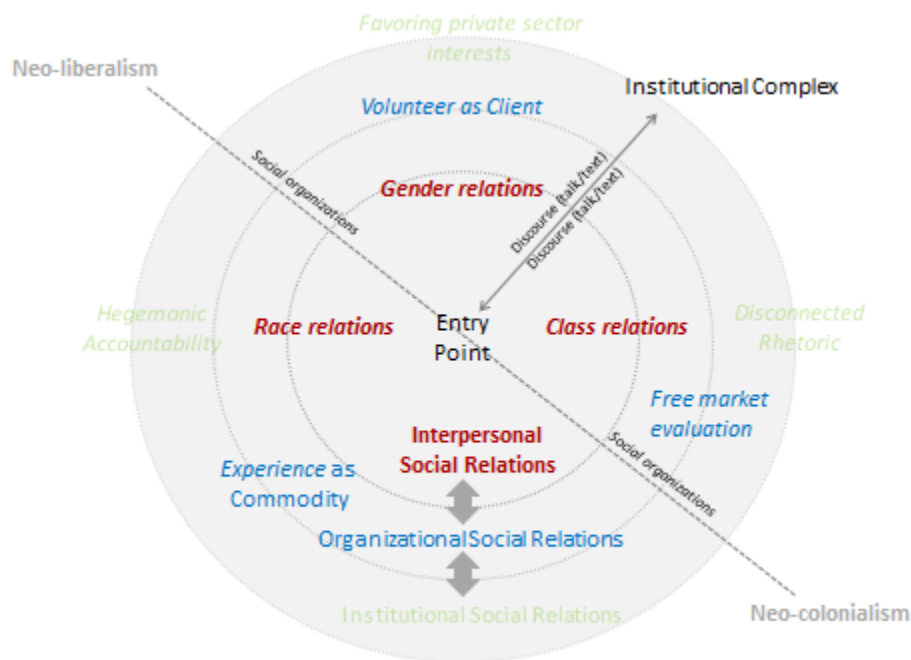 Favoring private sector
interests
Neo-liberalism
Institutional Complex
Volunteer as Client
Social organizations
Discourse (talk/text)
Discourse (talk/text)
Gender relations
Hegemonic
Accountability
Race relations
Entry
Point
Class relations
Disconnected
Rhetoric
Free market
evaluation
Interpersonal
Social Relations
Social organizations
Experience as
Commodity
Organizational Social Relations
Institutional Social Relations
Neo-colonialism